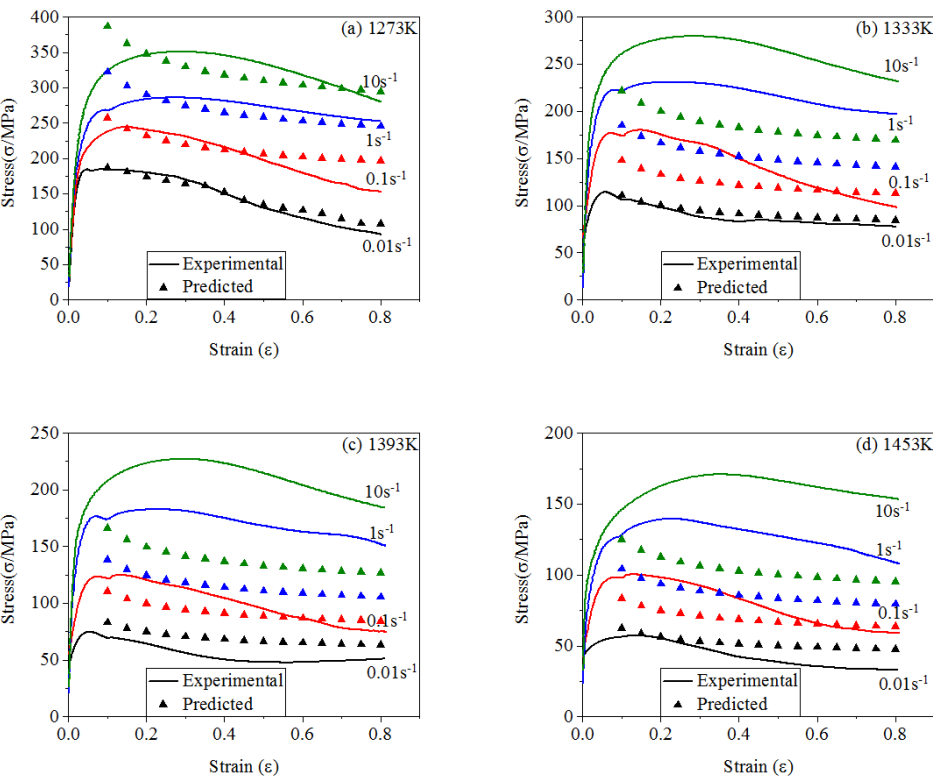 (a) 1273K
400
350
300
250
200
150
100
50
0
Stress(σ/MPa)
10s-1
1s-1
0.1s-1
0.01s-1
Experimental
Predicted
0.0 0.2 0.4 0.6 0.8
Strain (ε)
(b) 1333K
300
250
200
150
100
50
0
Stress(σ/MPa)
10s-1
1s-1
0.1s-1
0.01s-1
Experimental
Predicted
0.0 0.2 0.4 0.6 0.8
Strain (ε)
(c) 1393K
250
200
150
100
50
0
Stress(σ/MPa)
10s-1
1s-1
0.1s-1
0.01s-1
Experimental
Predicted
0.0 0.2 0.4 0.6 0.8
Strain (ε)
(d) 1453K
200
150
100
50
0
Stress(σ/MPa)
10s-1
1s-1
0.1s-1
0.01s-1
Experimental
Predicted
0.0 0.2 0.4 0.6 0.8
Strain (ε)